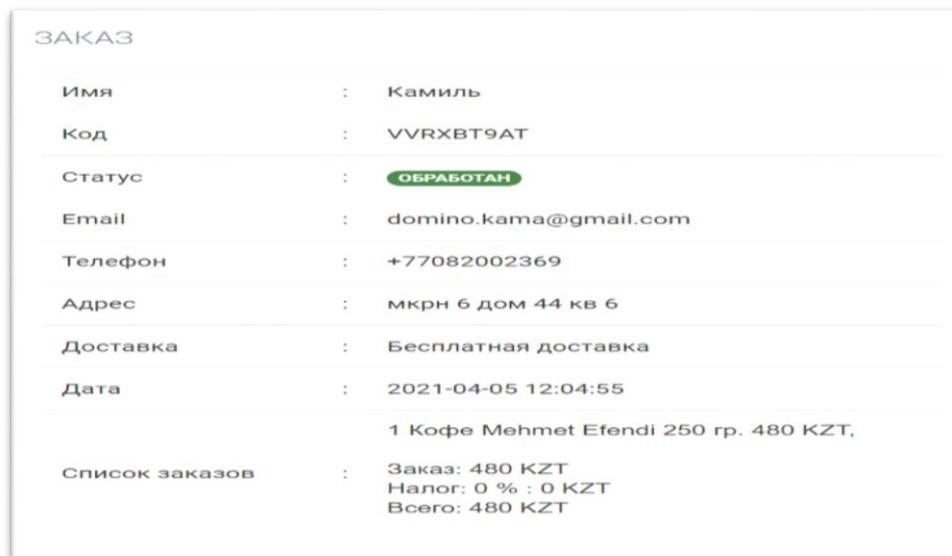 ЗАКАЗ
Имя : Камиль
Код : VVRXBT9AT
Статус : ОБРАБОТАН
Email : domino.kama@gmail.com
Телефон : +77082002369
Адрес : мкрн 6 дом 44 кв 6
Доставка : Бесплатная доставка
Дата : 2021-04-05 12:04:55
1 Кофе Mehmet Efendi 250 гр. 480 KZT,
Список заказов : Заказ: 480 KZT
Налог: 0 % : 0 KZT
Всего: 480 KZT